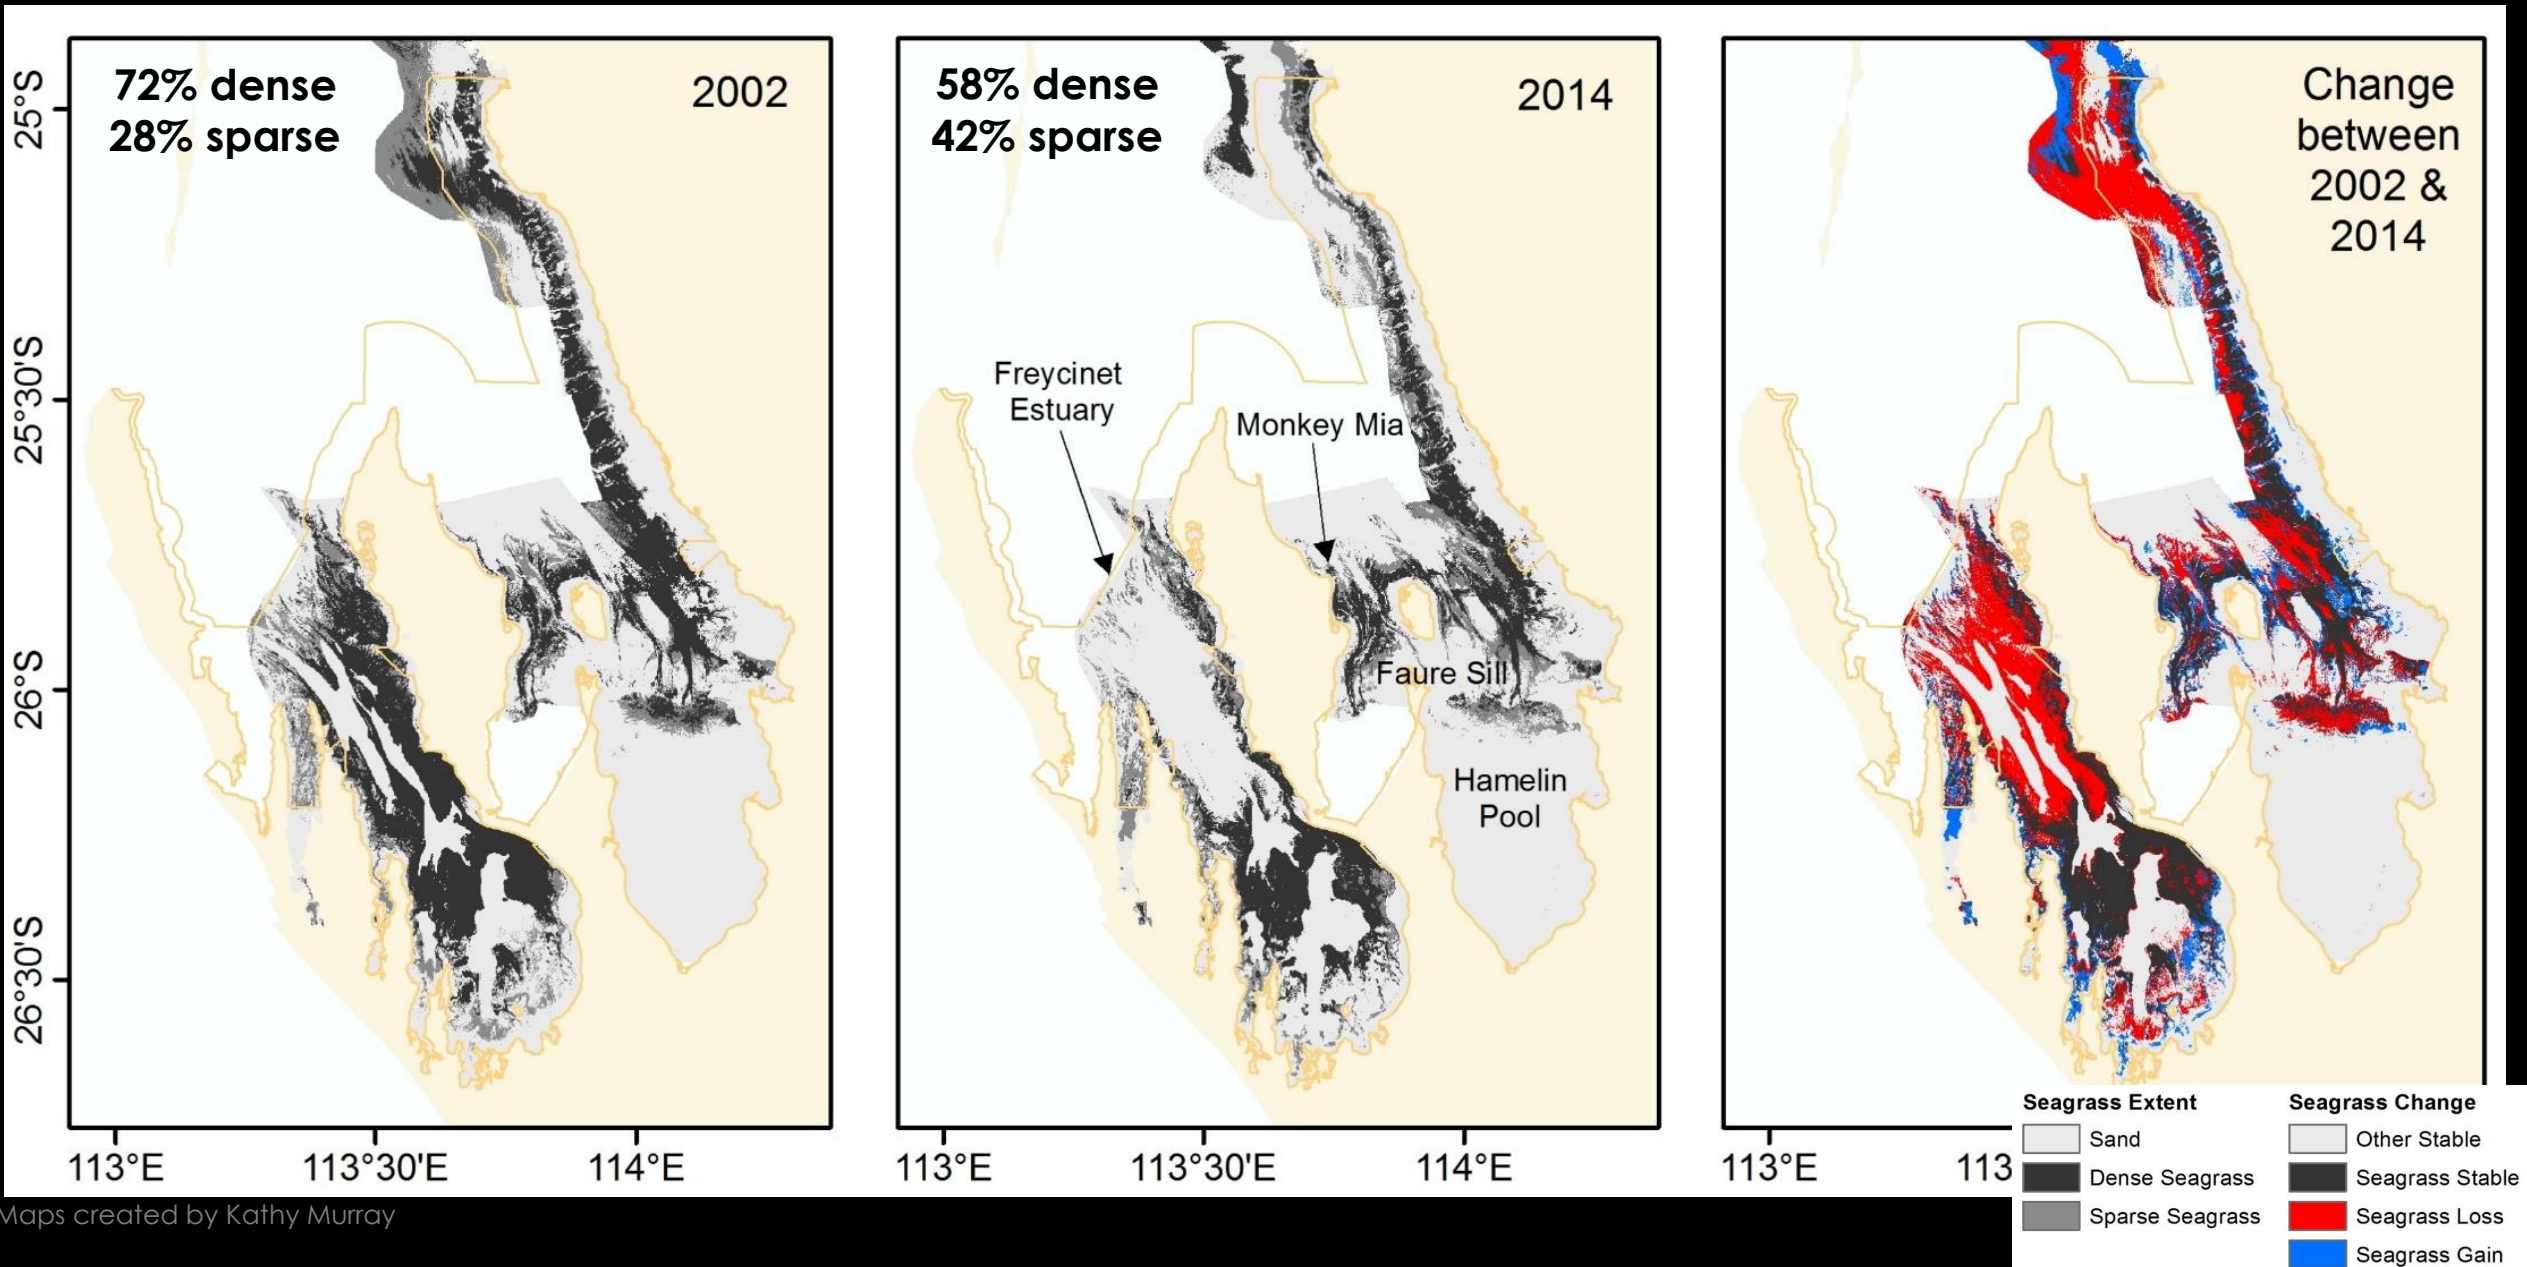 72% dense
28% sparse
2002
58% dense
42% sparse
2014
Change
between
2002 &
2014
25°S
25°30'S
26°S
26°30'S
Freycinet
Estuary
Monkey Mia
Faure Sill
Hamelin
Pool
113°E
113°30'E
114°E
113°E
113°30'E
114°E
113°E
113
Seagrass Extent
Sand
Dense Seagrass
Sparse Seagrass
Seagrass Change
Other Stable
Seagrass Stable
Seagrass Loss
Seagrass Gain
Maps created by Kathy Murray